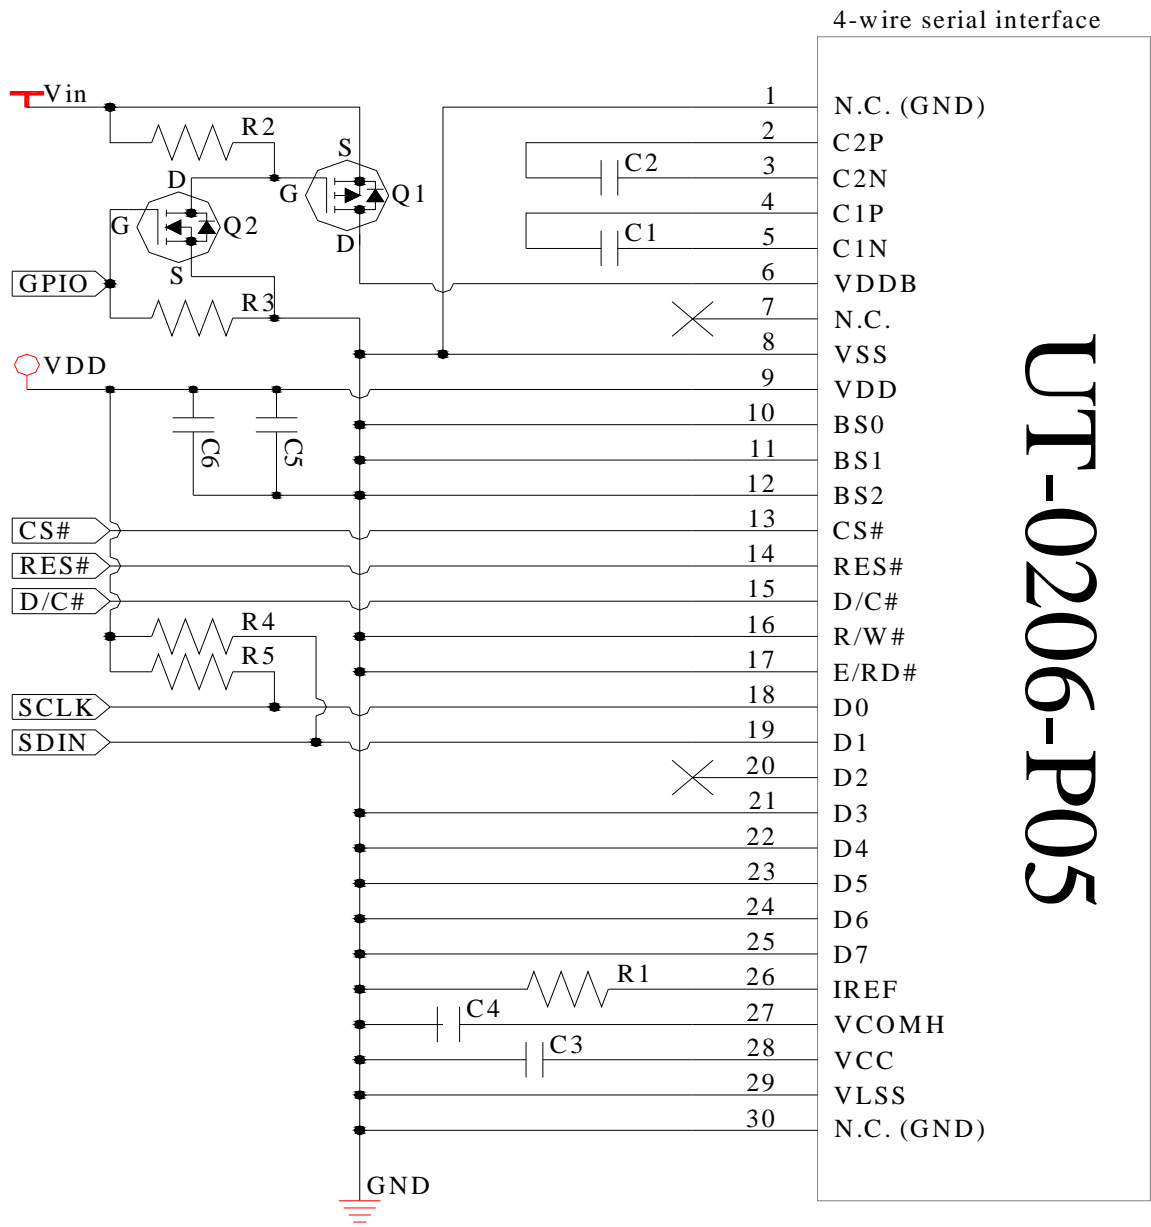 4-wire serial interface
Vin
R2
S
D
G
Q1
G
Q2
D
S
GPIO
R3
VDD
C6
C5
CS#
RES#
D/C#
R4
R5
SCLK
SDIN
C2
C1
R1
C4
C3
GND
1 N.C. (GND)
2 C2P
3 C2N
4 C1P
5 C1N
6 VDDB
7 N.C.
8 VSS
9 VDD
10 BS0
11 BS1
12 BS2
13 CS#
14 RES#
15 D/C#
16 R/W#
17 E/RD#
18 D0
19 D1
20 D2
21 D3
22 D4
23 D5
24 D6
25 D7
26 IREF
27 VCOMH
28 VCC
29 VLSS
30 N.C. (GND)
UT-0206-P05